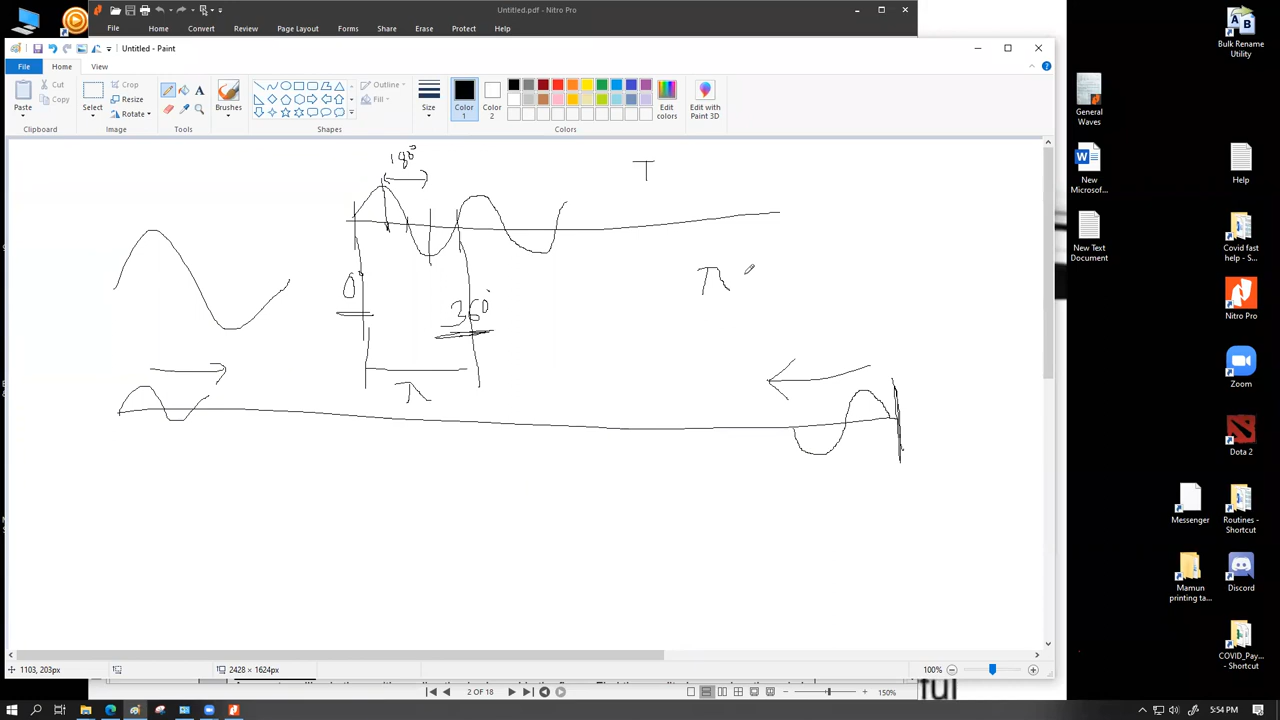 Untitled.pdf - Nitro Pro
File Home Convert Review Page Layout Forms Share Erase Protect Help
Untitled - Paint
File Home View
Paste
Cut
Copy
Clipboard
Select
Crop
Resize
Rotate
Image
Tools
Brushes
Shapes
Outline
Fill
Size
Color 1
Color 2
Colors
Edit colors
Edit with Paint 3D
180°
T
0°
360°
1103, 203px
2428 × 1624px
100%
2 OF 18
150%
ful
Bulk Rename Utility
General Waves
New Microsoft...
Help
New Text Document
Covid fast help - S...
Nitro Pro
Zoom
Dota 2
Messenger
Routines - Shortcut
Mamun printing ta...
Discord
COVID_Pay... - Shortcut
5:54 PM